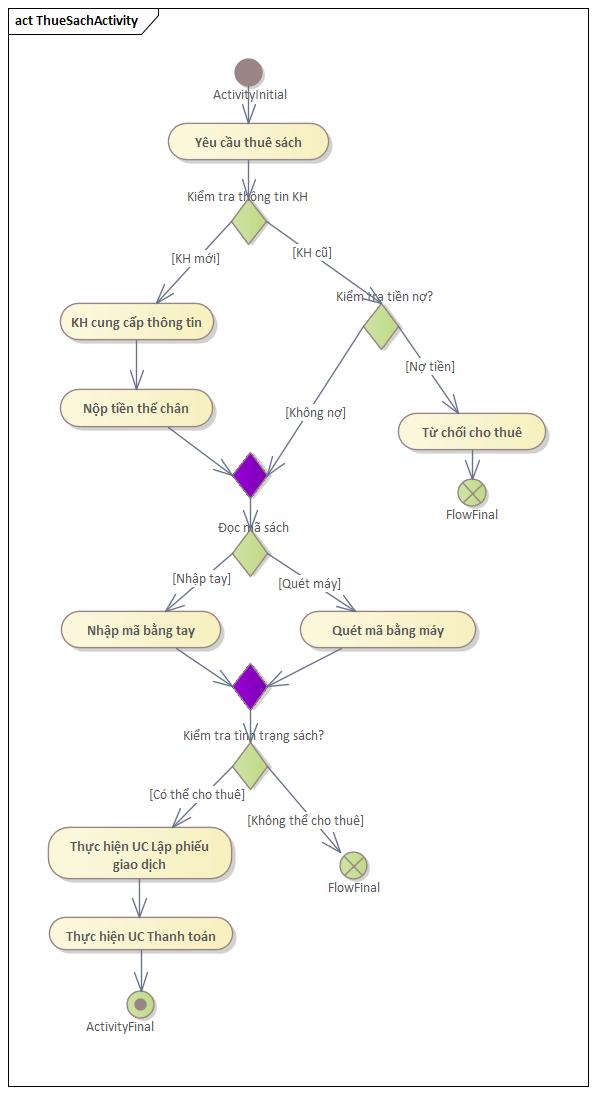 act ThueSachActivity
ActivityInitial
Yêu cầu thuê sách
Kiểm tra thông tin KH
[KH mới]
[KH cũ]
Kiểm tra tiền nợ?
KH cung cấp thông tin
[Nợ tiền]
Nộp tiền thế chân
[Không nợ]
Từ chối cho thuê
FlowFinal
Đọc mã sách
[Nhập tay]
[Quét máy]
Nhập mã bằng tay
Quét mã bằng máy
Kiểm tra tình trạng sách?
[Có thể cho thuê]
[Không thể cho thuê]
Thực hiện UC Lập phiếu
giao dịch
FlowFinal
Thực hiện UC Thanh toán
ActivityFinal